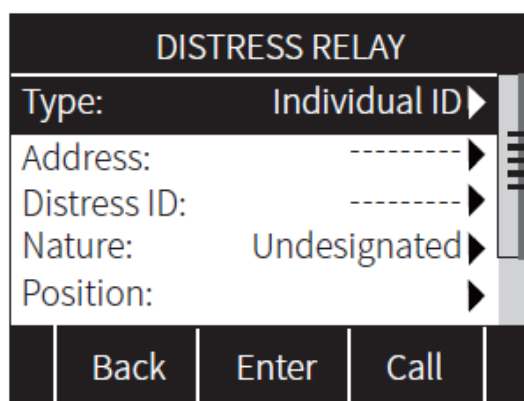 DISTRESS RELAY
Type: Individual ID
Address: ---------
Distress ID: ---------
Nature: Undesignated
Position:
Back Enter Call